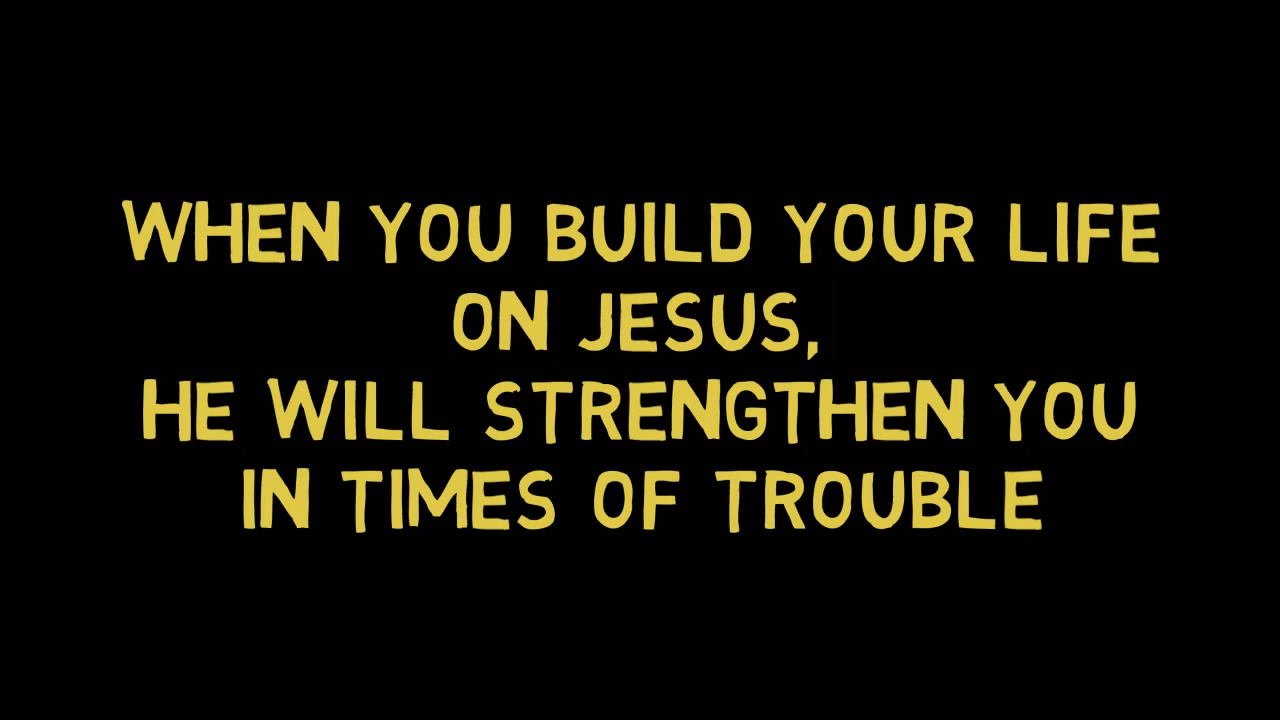 WHEN YOU BUILD YOUR LIFE
ON JESUS,
HE WILL STRENGTHEN YOU
IN TIMES OF TROUBLE